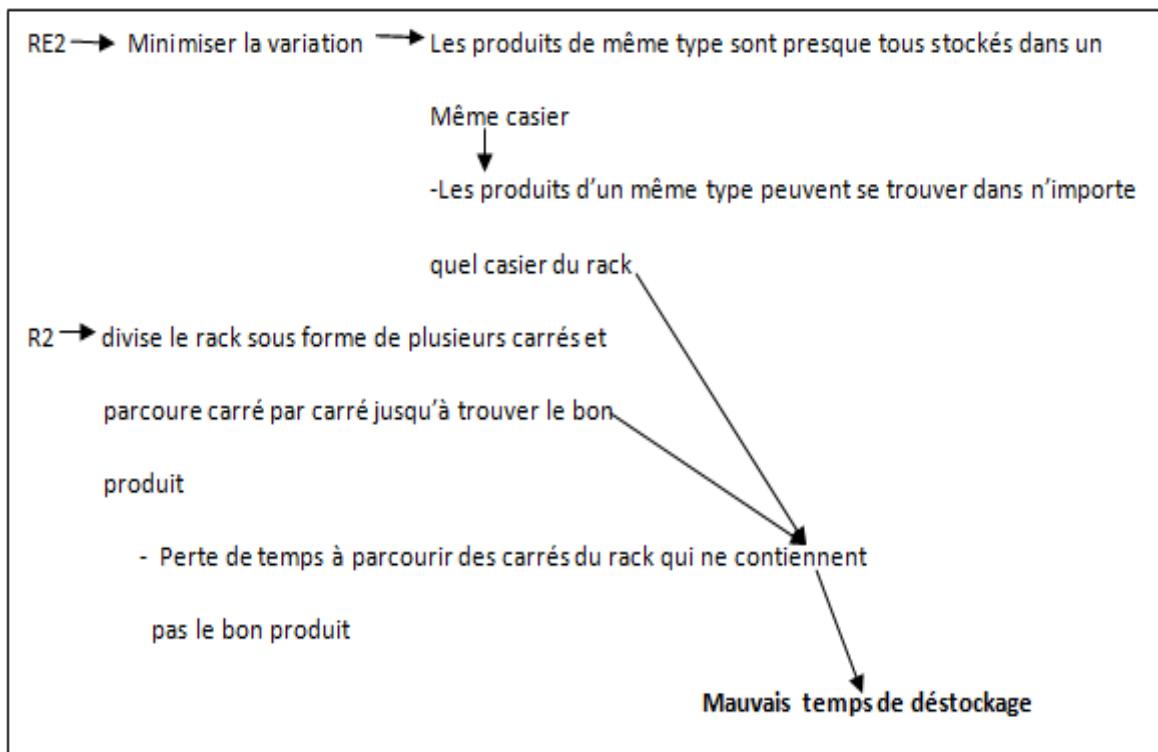 RE2 → Minimiser la variation → Les produits de même type sont presque tous stockés dans un
Même casier
-Les produits d'un même type peuvent se trouver dans n'importe
quel casier du rack
R2 → divise le rack sous forme de plusieurs carrés et
parcoure carré par carré jusqu'à trouver le bon
produit
- Perte de temps à parcourir des carrés du rack qui ne contiennent
pas le bon produit
Mauvais temps de déstockage